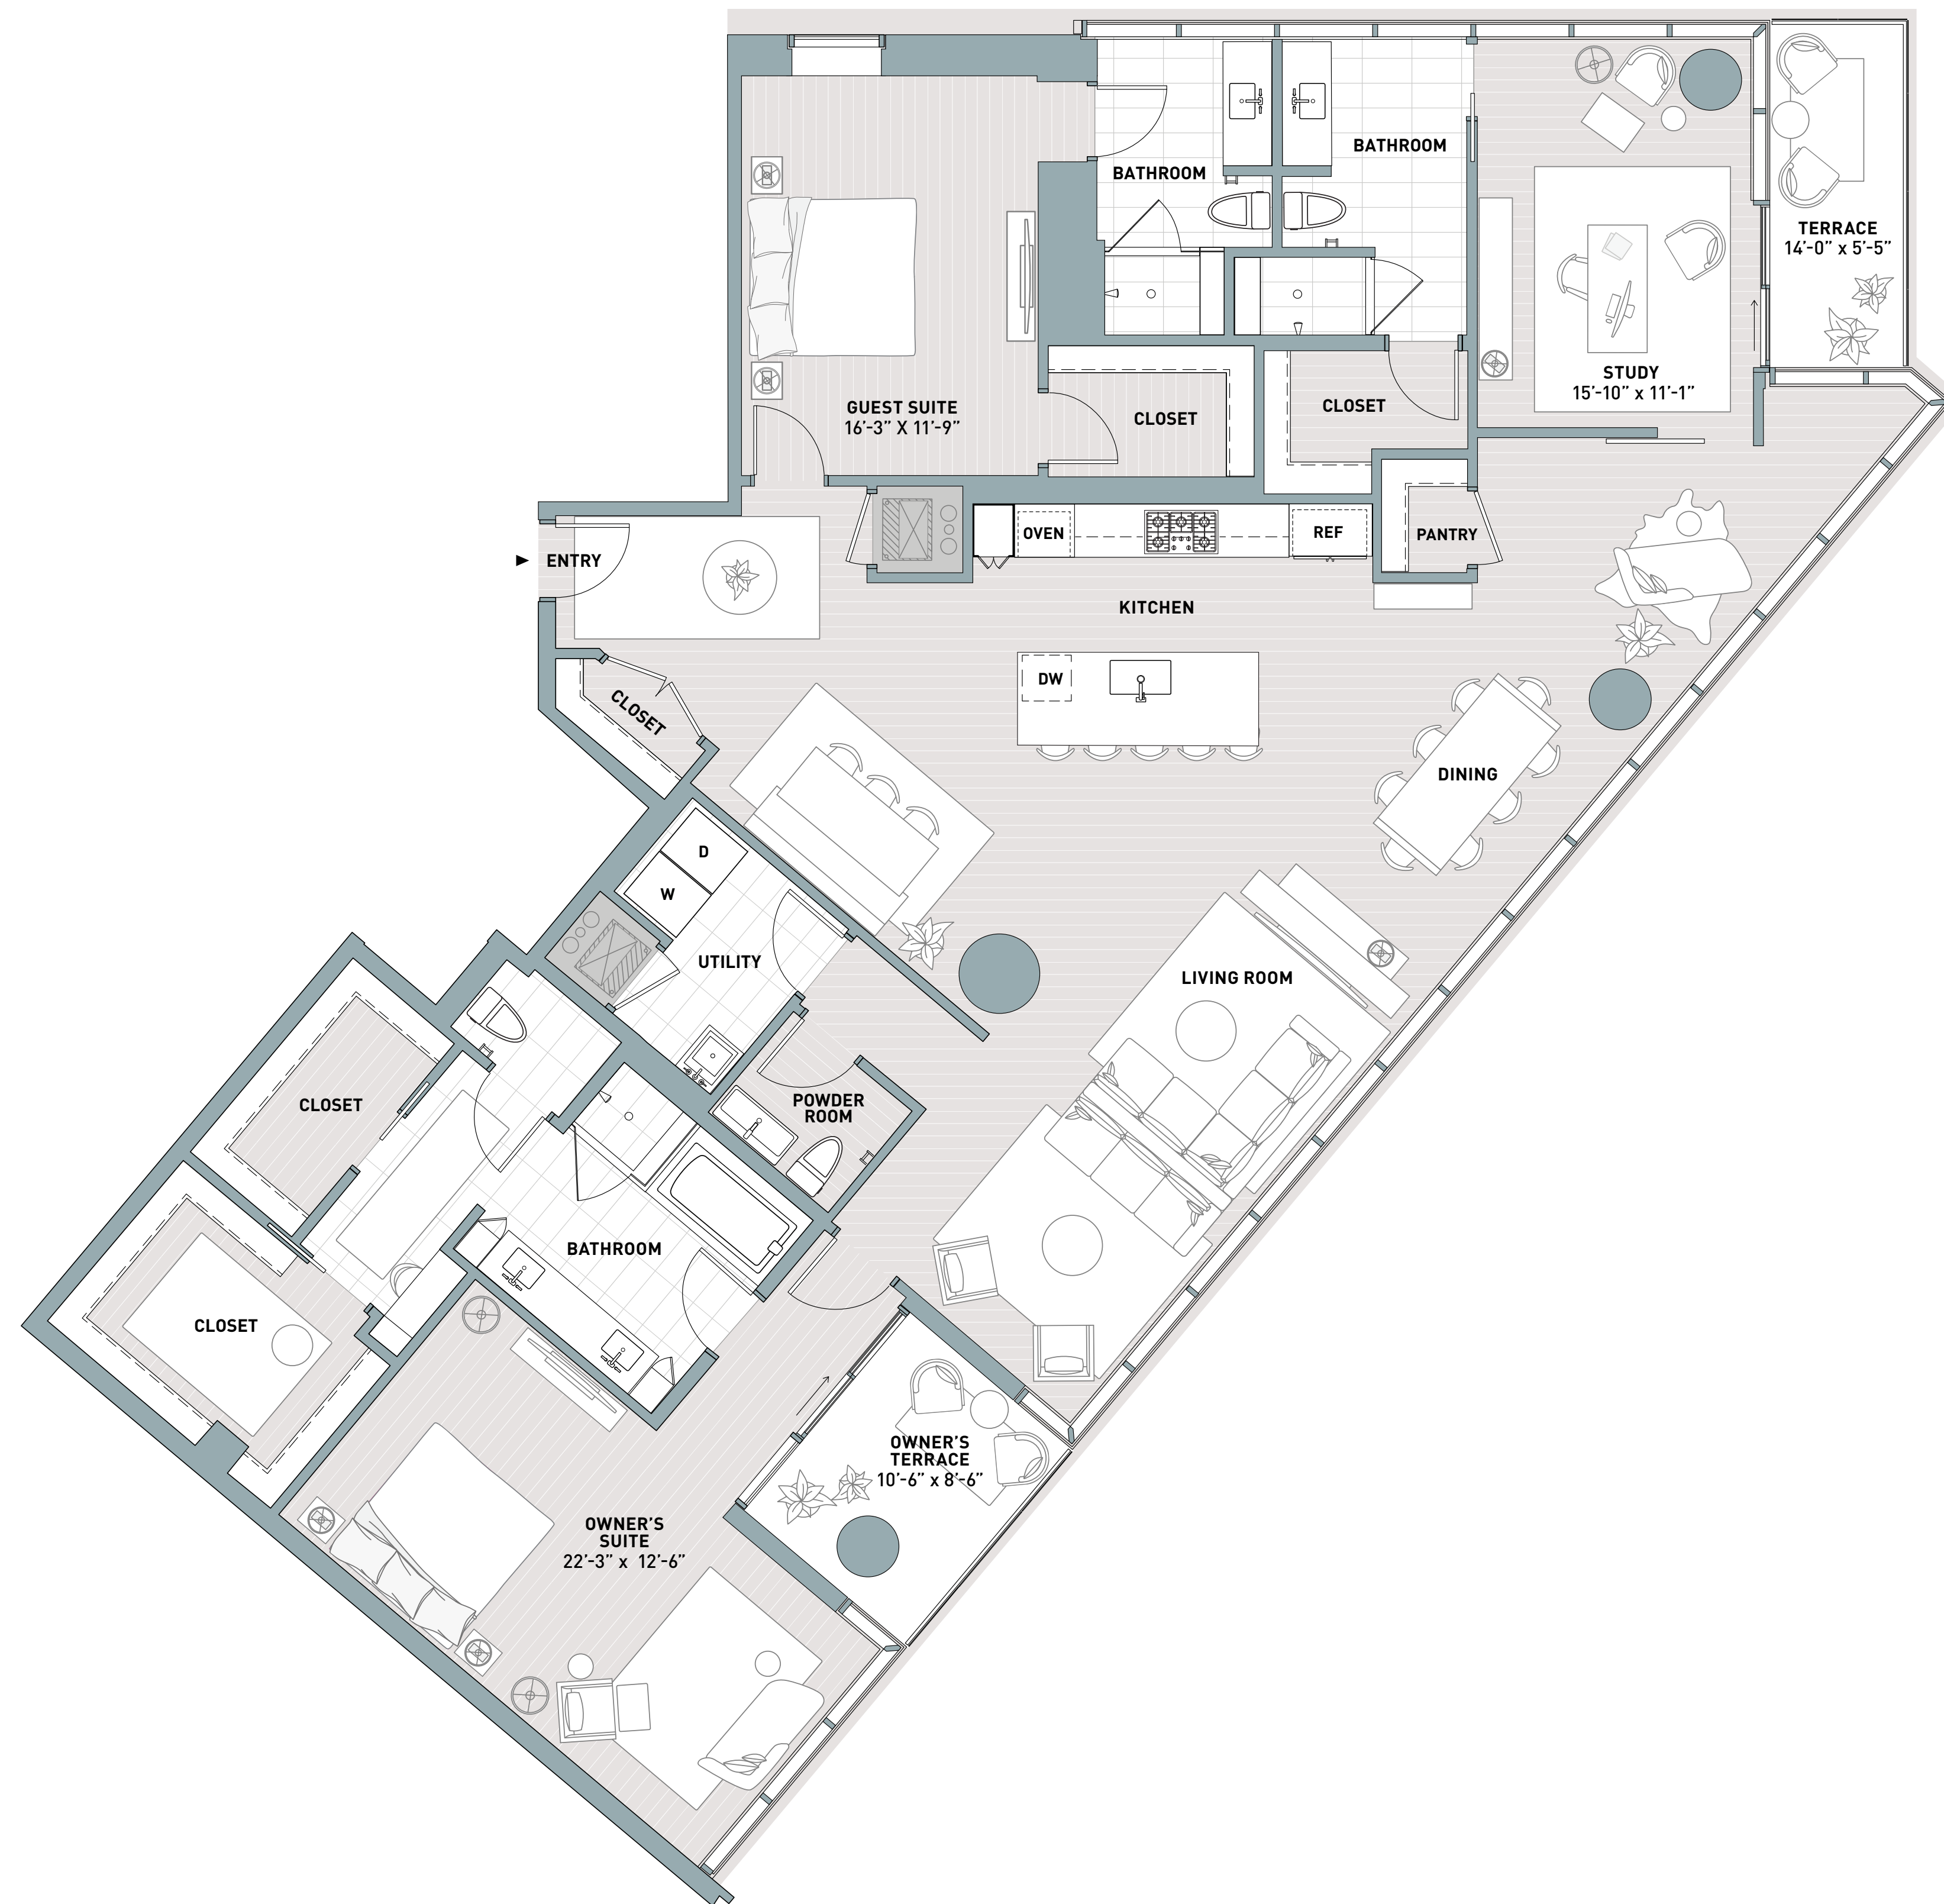 BATHROOM
BATHROOM
TERRACE
14’-0” x 5’-5”
STUDY
15’-10” x 11’-1”
GUEST SUITE
16’-3” X 11’-9”
CLOSET
CLOSET
OVEN
REF
PANTRY
ENTRY
KITCHEN
DW
CLOSET
DINING
D
W
UTILITY
LIVING ROOM
POWDER
ROOM
CLOSET
BATHROOM
CLOSET
OWNER’S
TERRACE
10’-6” x 8’-6”
OWNER’S
SUITE
22’-3” x 12’-6”